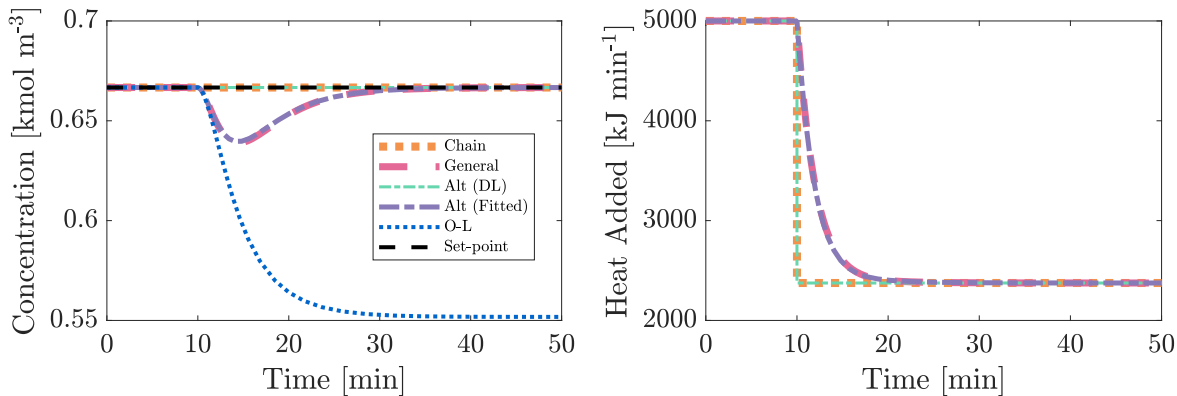 Concentration [kmol m⁻³]
0.7
0.65
0.6
0.55
0
10
20
30
40
50
Time [min]
Chain
General
Alt (DL)
Alt (Fitted)
O-L
Set-point
Heat Added [kJ min⁻¹]
5000
4000
3000
2000
0
10
20
30
40
50
Time [min]